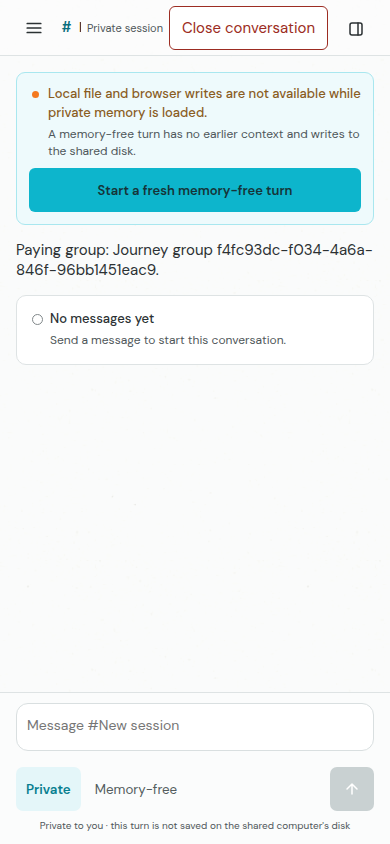 # I Private session Close conversation
Local file and browser writes are not available while
private memory is loaded.
A memory-free turn has no earlier context and writes to
the shared disk.
Start a fresh memory-free turn
Paying group: Journey group f4fc93dc-f034-4a6a-
846f-96bb1451eac9.
No messages yet
Send a message to start this conversation.
Message #New session
Private Memory-free
Private to you · this turn is not saved on the shared computer's disk